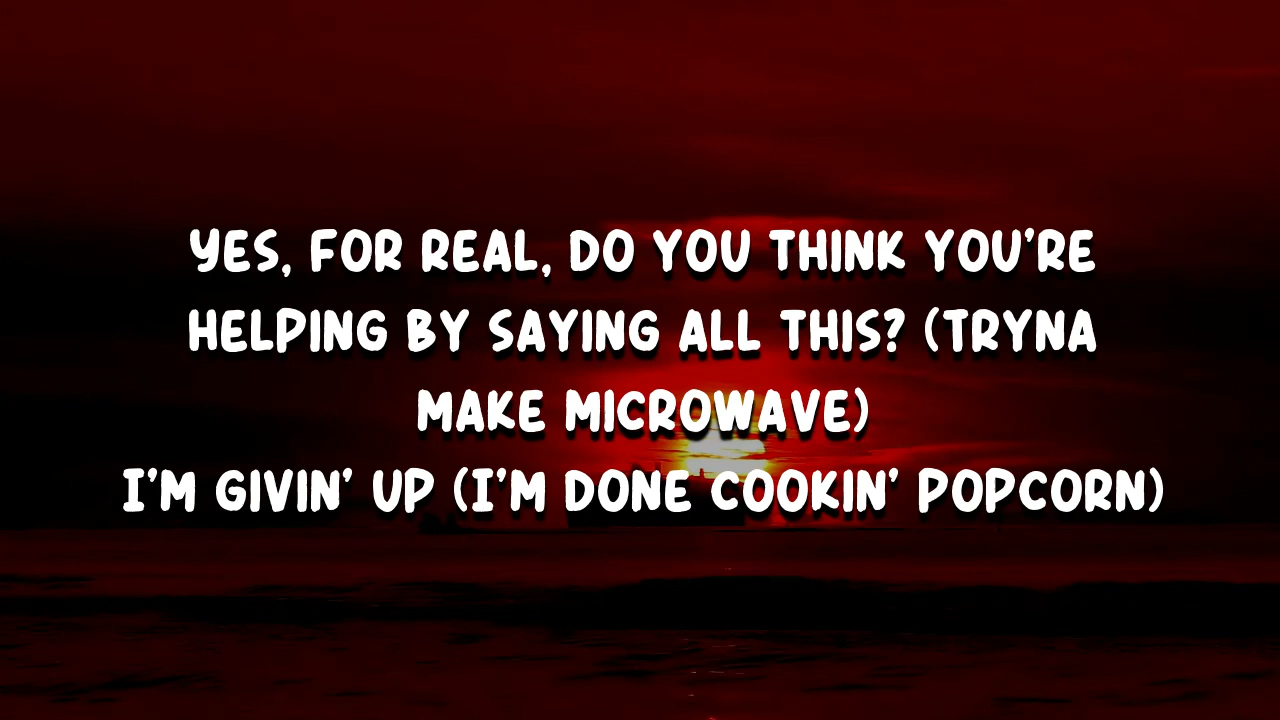 YES, FOR REAL, DO YOU THINK YOU'RE
HELPING BY SAYING ALL THIS? (TRYNA
MAKE MICROWAVE)
I'M GIVIN' UP (I'M DONE COOKIN' POPCORN)